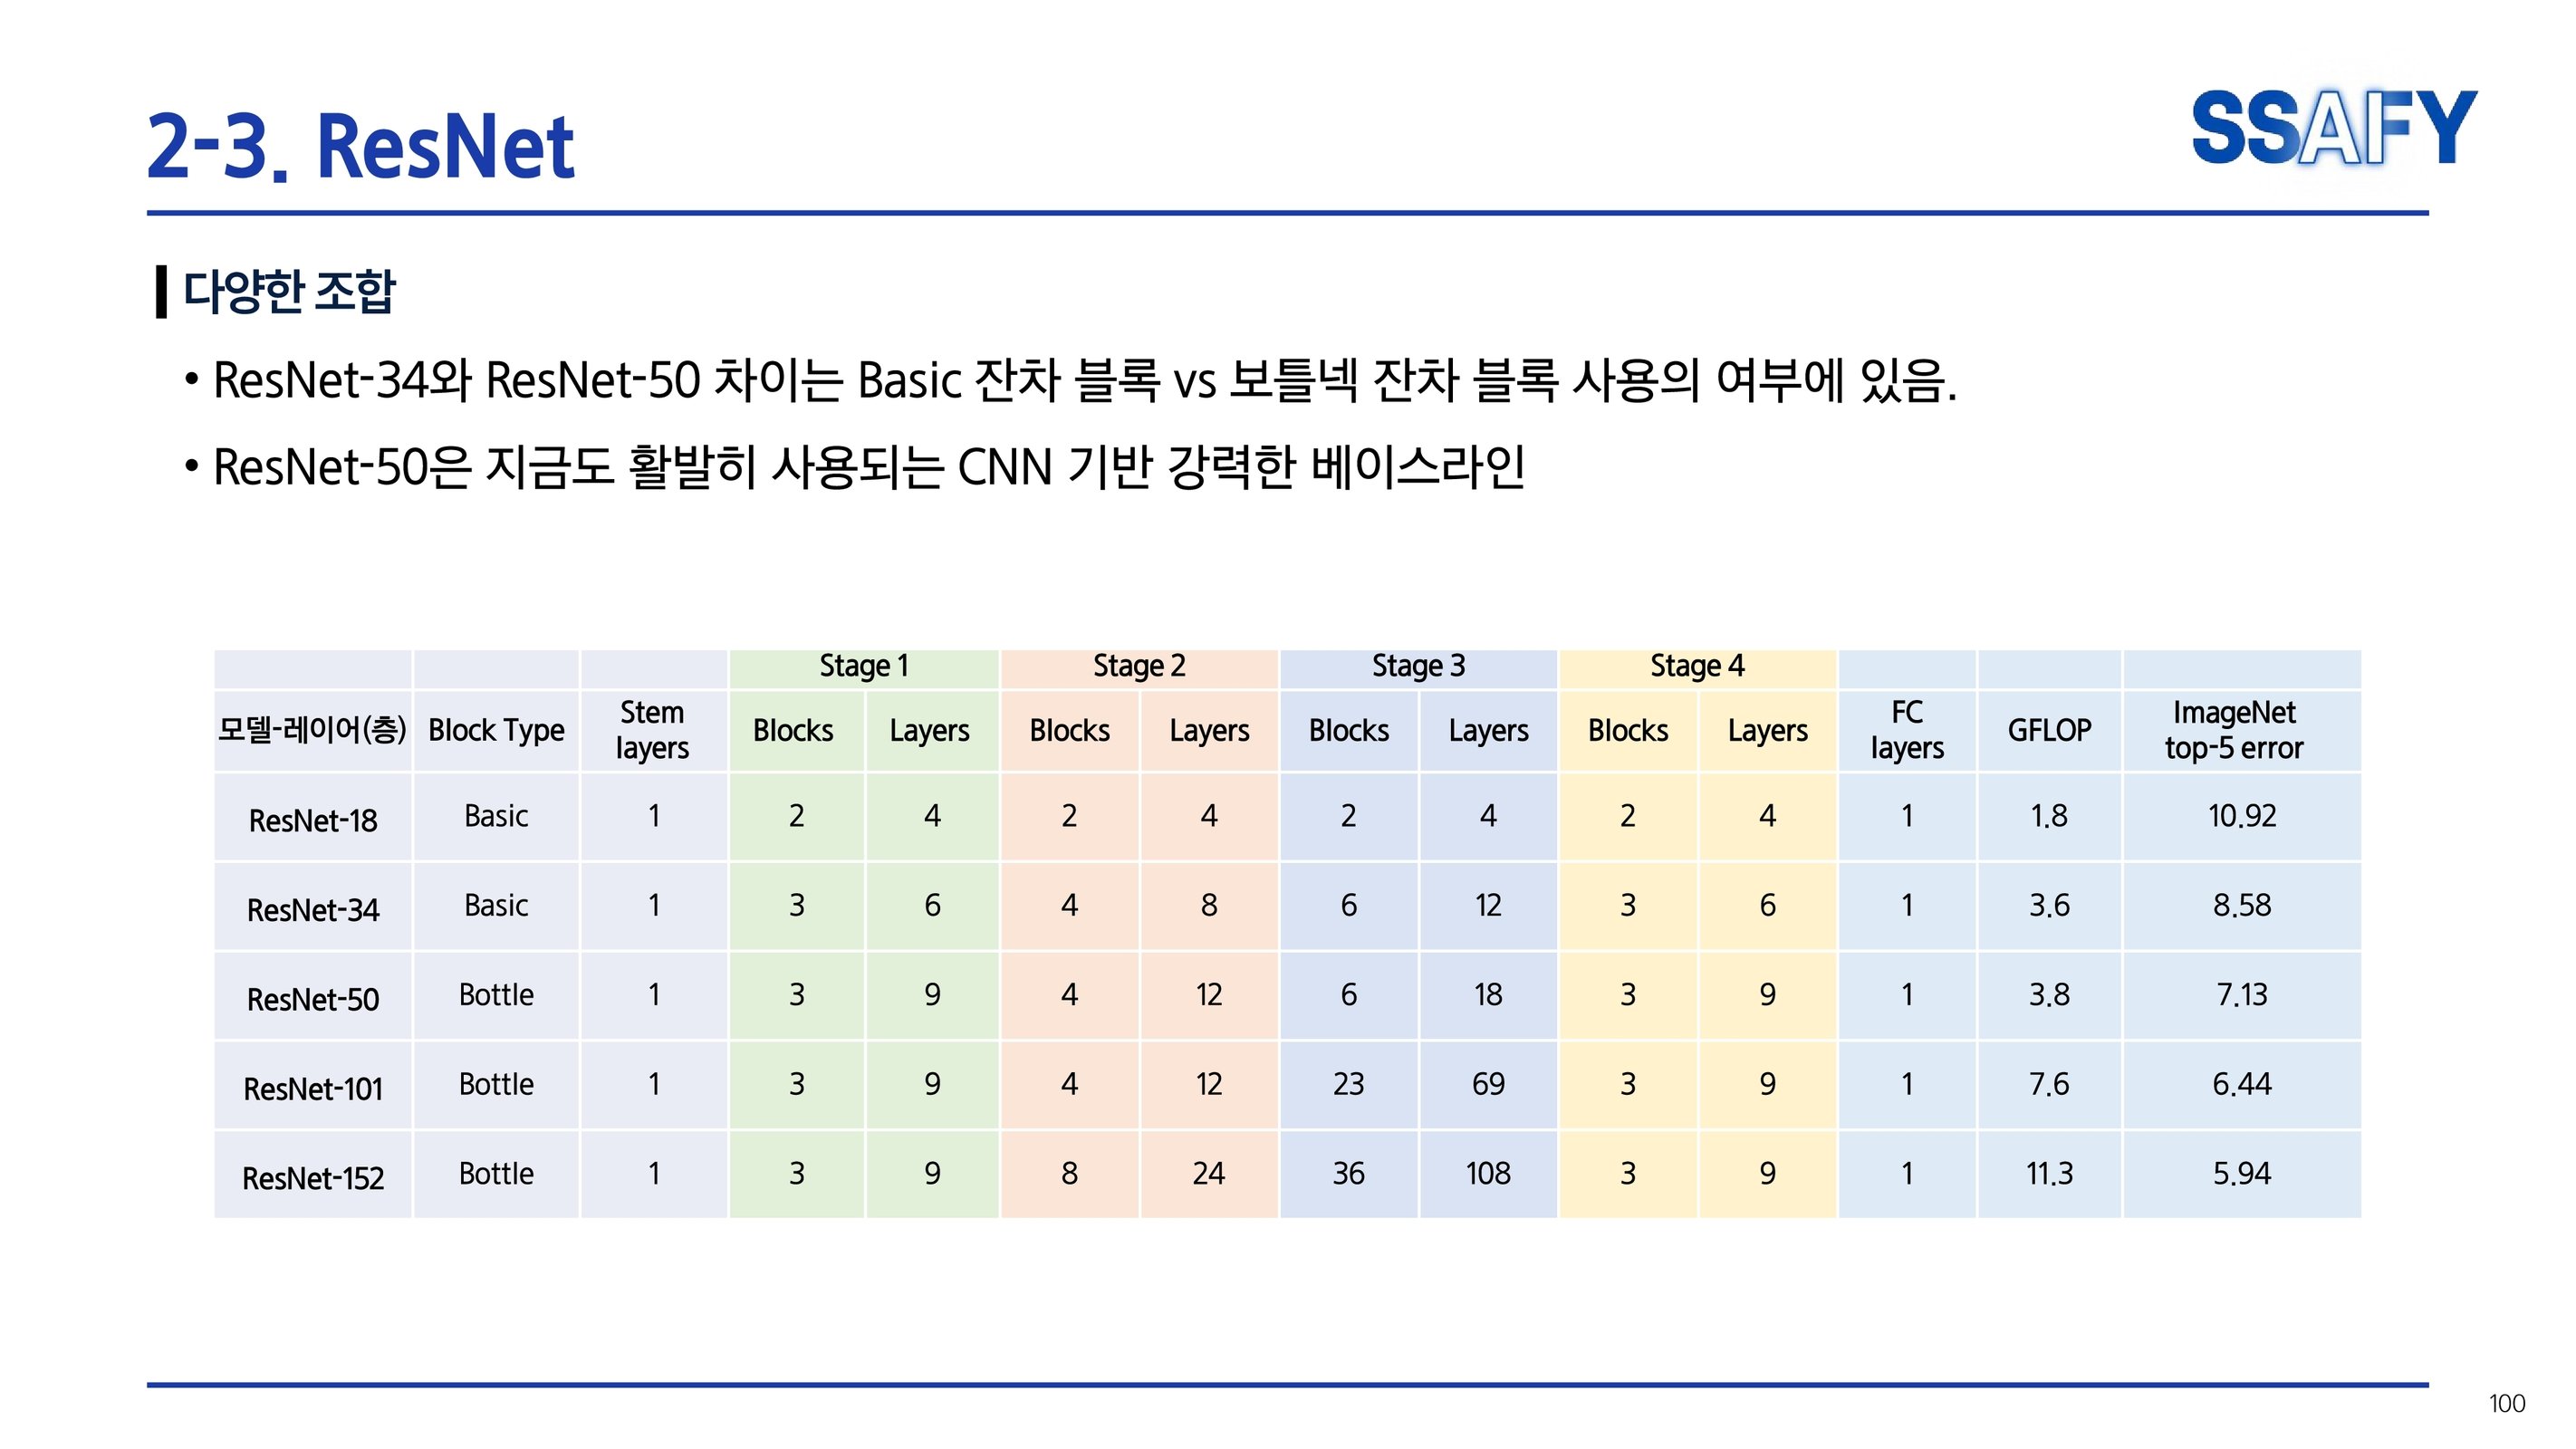 2-3. ResNet
SSAFY
다양한 조합
• ResNet-34와 ResNet-50 차이는 Basic 잔차 블록 vs 보틀넥 잔차 블록 사용의 여부에 있음.
• ResNet-50은 지금도 활발히 사용되는 CNN 기반 강력한 베이스라인
Stage 1 Stage 2 Stage 3 Stage 4
모델-레이어(층) Block Type Stem layers Blocks Layers Blocks Layers Blocks Layers Blocks Layers FC layers GFLOP ImageNet top-5 error
ResNet-18 Basic 1 2 4 2 4 2 4 2 4 1 1.8 10.92
ResNet-34 Basic 1 3 6 4 8 6 12 3 6 1 3.6 8.58
ResNet-50 Bottle 1 3 9 4 12 6 18 3 9 1 3.8 7.13
ResNet-101 Bottle 1 3 9 4 12 23 69 3 9 1 7.6 6.44
ResNet-152 Bottle 1 3 9 8 24 36 108 3 9 1 11.3 5.94
100